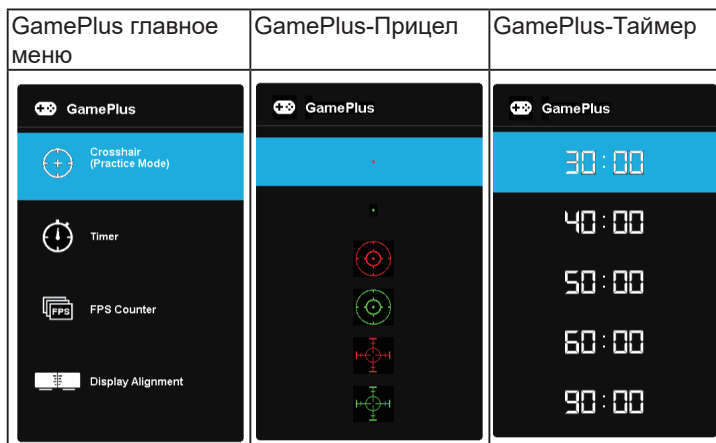 GamePlus главное
меню
GamePlus-Прицел
GamePlus-Таймер
GamePlus
Crosshair
(Practice Mode)
Timer
FPS
FPS Counter
Display Alignment
GamePlus
GamePlus
30:00
40:00
50:00
60:00
90:00